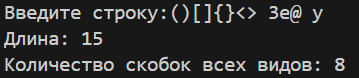 Введите строку:()[]{}<> 3е@ у
Длина: 15
Количество скобок всех видов: 8